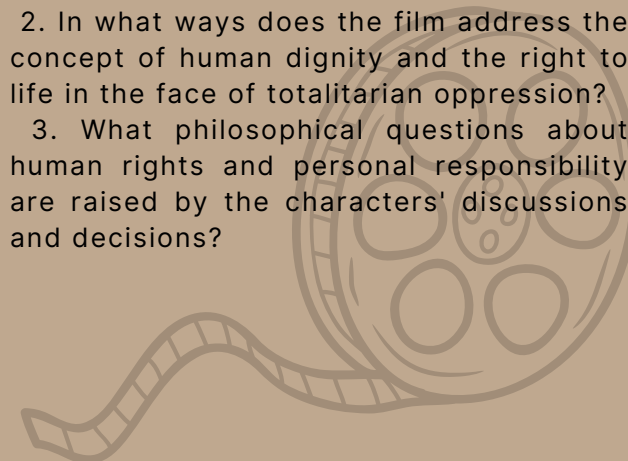 2. In what ways does the film address the
concept of human dignity and the right to
life in the face of totalitarian oppression?
3. What philosophical questions about
human rights and personal responsibility
are raised by the characters' discussions
and decisions?